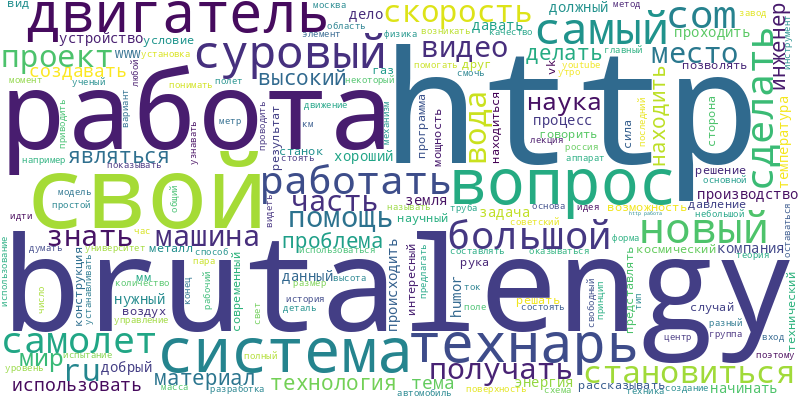 двигатель
скорость
самый
com
проект
суровый
видео
место
сделать
инженер
работа
http
свой
вопрос
brutalengy
работать
вода
наука
новый
большой
система
технарь
самолет
становиться
получать
мир
ru
материал
технология
тема
использовать
знать
машина
часть
помощь
проблема
являться
высокий
создавать
устройство
условие
www
дело
давать
друг
газ
делать
должный
проходить
позволять
находить
температура
производство
земля
задача
научный
хороший
станок
результат
процесс
говорить
находиться
мощность
программа
сила
сторона
решение
основной
давление
возможность
небольшой
компания
космический
представлять
случай
начинать
рассказывать
энергия
решать
интересный
происходить
данный
современный
конструкция
металл
нужный
воздух
добрый
humor
рука
ток
поле
предлагать
составлять
оказываться
использоваться
называть
труба
советский
основа
идея
форма
технический
разный
группа
центр
вход
поэтому
теория
оставаться
создание
техника
схема
поверхность
автомобиль
разработка
масса
полный
уровень
испытание
управление
количество
мм
способ
пара
рабочий
конец
свет
размер
история
деталь
высота
состоять
свободный
принцип
тип
университет
час
устанавливать
думать
число
использование
идти
простой
модель
общий
видеть
стоять
показывать
например
приводить
узнавать
метр
проводить
км
движение
механизм
аппарат
россия
лекция
последний
главный
качество
физика
возникать
элемент
область
москва
метод
завод
инструмент
youtube
утро
vk
смочь
помогать
некоторый
полет
любой
понимать
вариант
ученый
момент
установка
вид
http работа